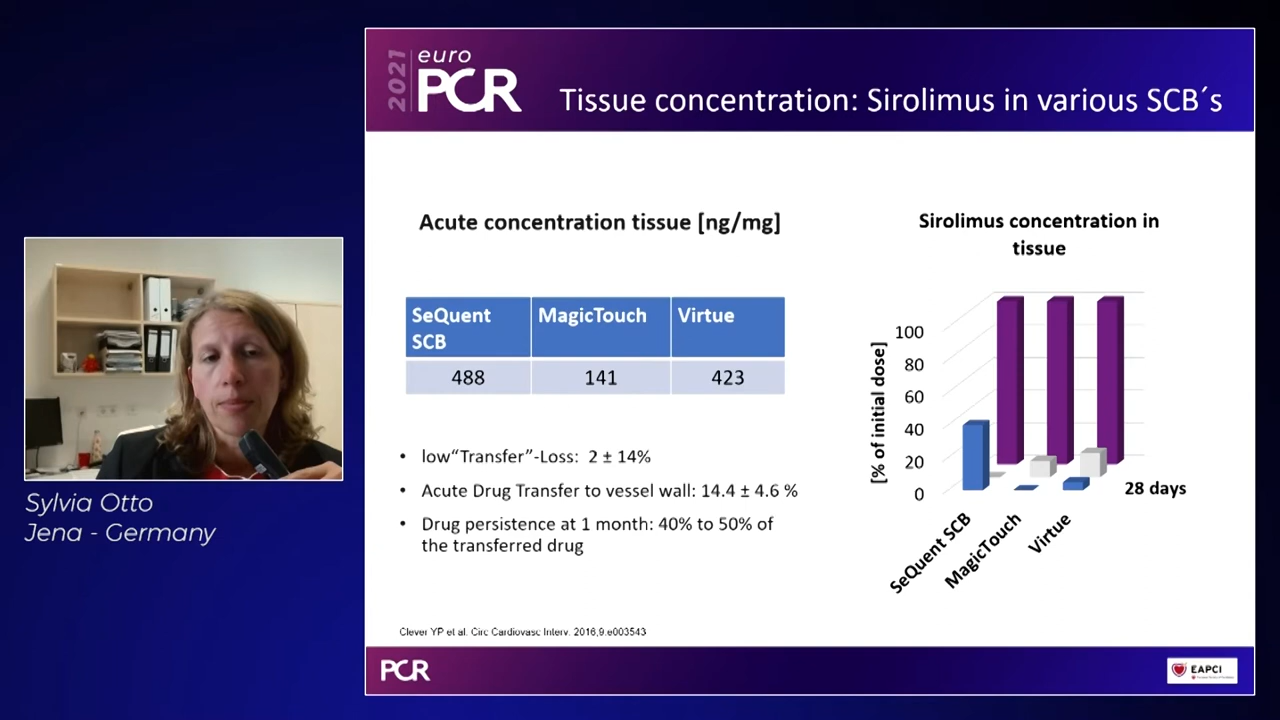 2021
euro
PCR
Tissue concentration: Sirolimus in various SCB´s
Acute concentration tissue [ng/mg]
SeQuent
SCB
MagicTouch
Virtue
488
141
423
• low“Transfer”-Loss: 2 ± 14%
• Acute Drug Transfer to vessel wall: 14.4 ± 4.6 %
• Drug persistence at 1 month: 40% to 50% of
the transferred drug
Sirolimus concentration in
tissue
[% of initial dose]
100
80
60
40
20
0
28 days
SeQuent SCB
MagicTouch
Virtue
Clever YP et al. Circ Cardiovasc Interv. 2016,9.e003543
PCR
EAPCI
Sylvia Otto
Jena - Germany